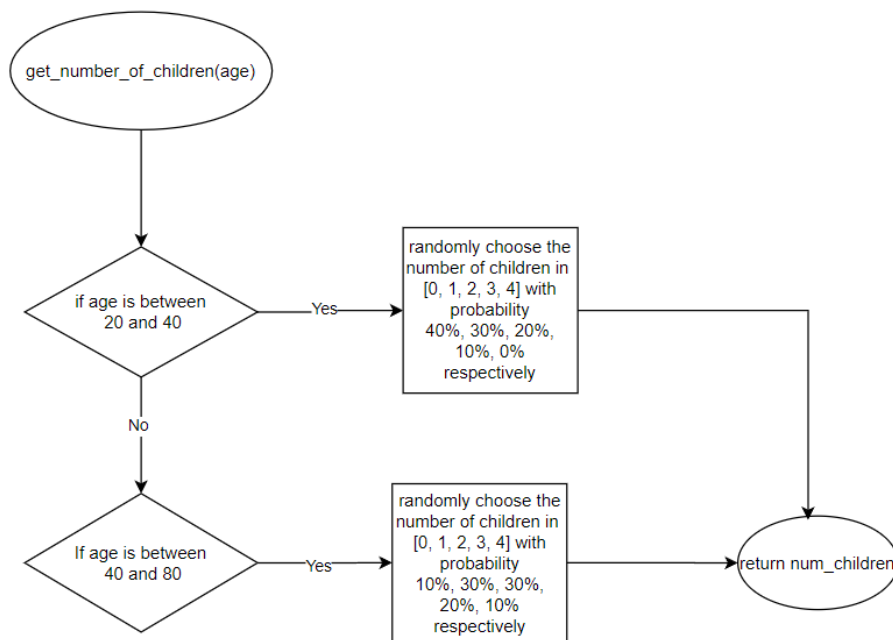 get_number_of_children(age)
if age is between
20 and 40
Yes
randomly choose the
number of children in
[0, 1, 2, 3, 4] with
probability
40%, 30%, 20%,
10%, 0%
respectively
No
If age is between
40 and 80
Yes
randomly choose the
number of children in
[0, 1, 2, 3, 4] with
probability
10%, 30%, 30%,
20%, 10%
respectively
return num_children